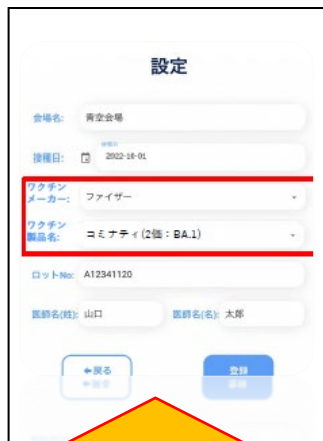 設定
会場名: 青空会場
接種日
接種日: 2022-10-01
ワクチン
メーカー: ファイザー
ワクチン
製品名: コミナティ(2価:BA.1)
ロットNo: A12341120
医師名(姓): 山口 医師名(名): 太郎
戻る 登録